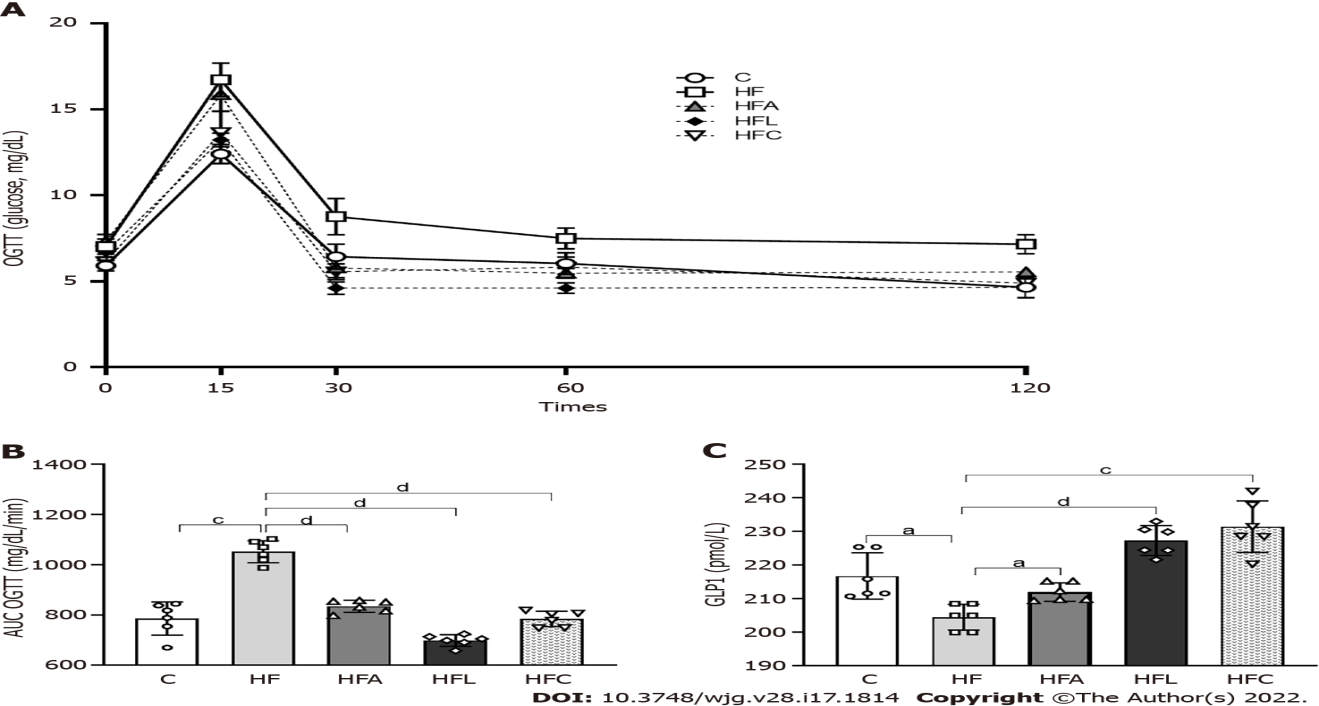 A
20
15
10
5
0
OGTT (glucose, mg/dL)
C
HF
HFA
HFL
HFC
0 15 30 60 120
Times
B
1400
1200
1000
800
600
AUC OGTT (mg/dL/min)
c
d
d
d
C HF HFA HFL HFC
C
250
240
230
220
210
200
190
GLP1 (pmol/L)
a
a
d
c
C HF HFA HFL HFC
DOI: 10.3748/wjg.v28.i17.1814 Copyright ©The Author(s) 2022.